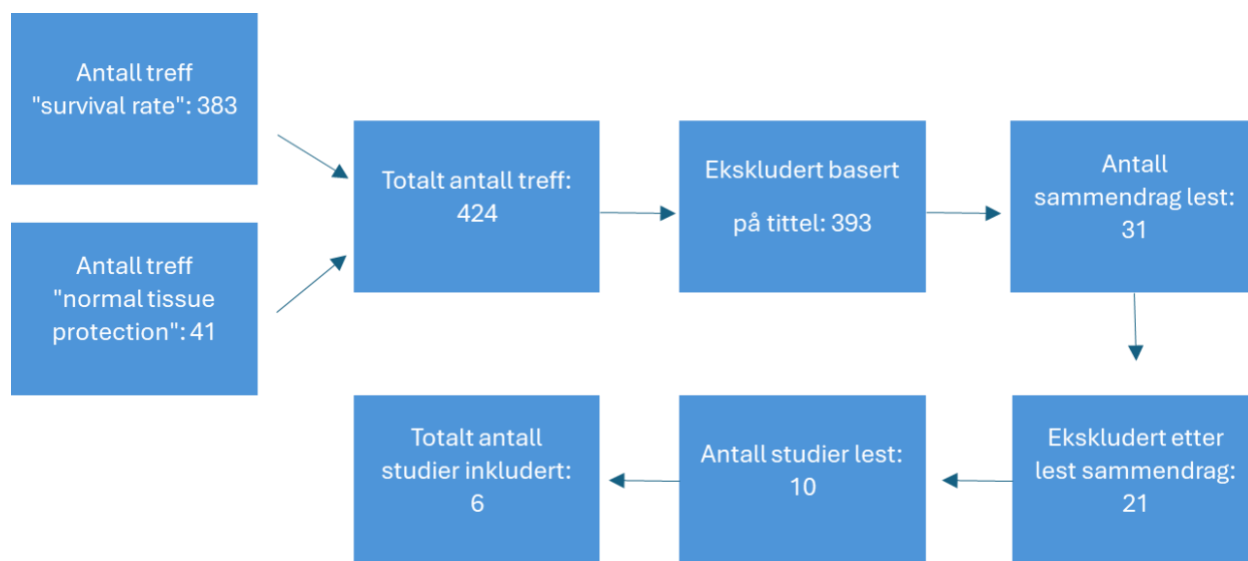 Antall treff
"survival rate": 383
Antall treff
"normal tissue
protection": 41
Totalt antall treff:
424
Ekskludert basert
på tittel: 393
Antall
sammendrag lest:
31
Ekskludert etter
lest sammendrag:
21
Antall studier lest:
10
Totalt antall
studier inkludert:
6